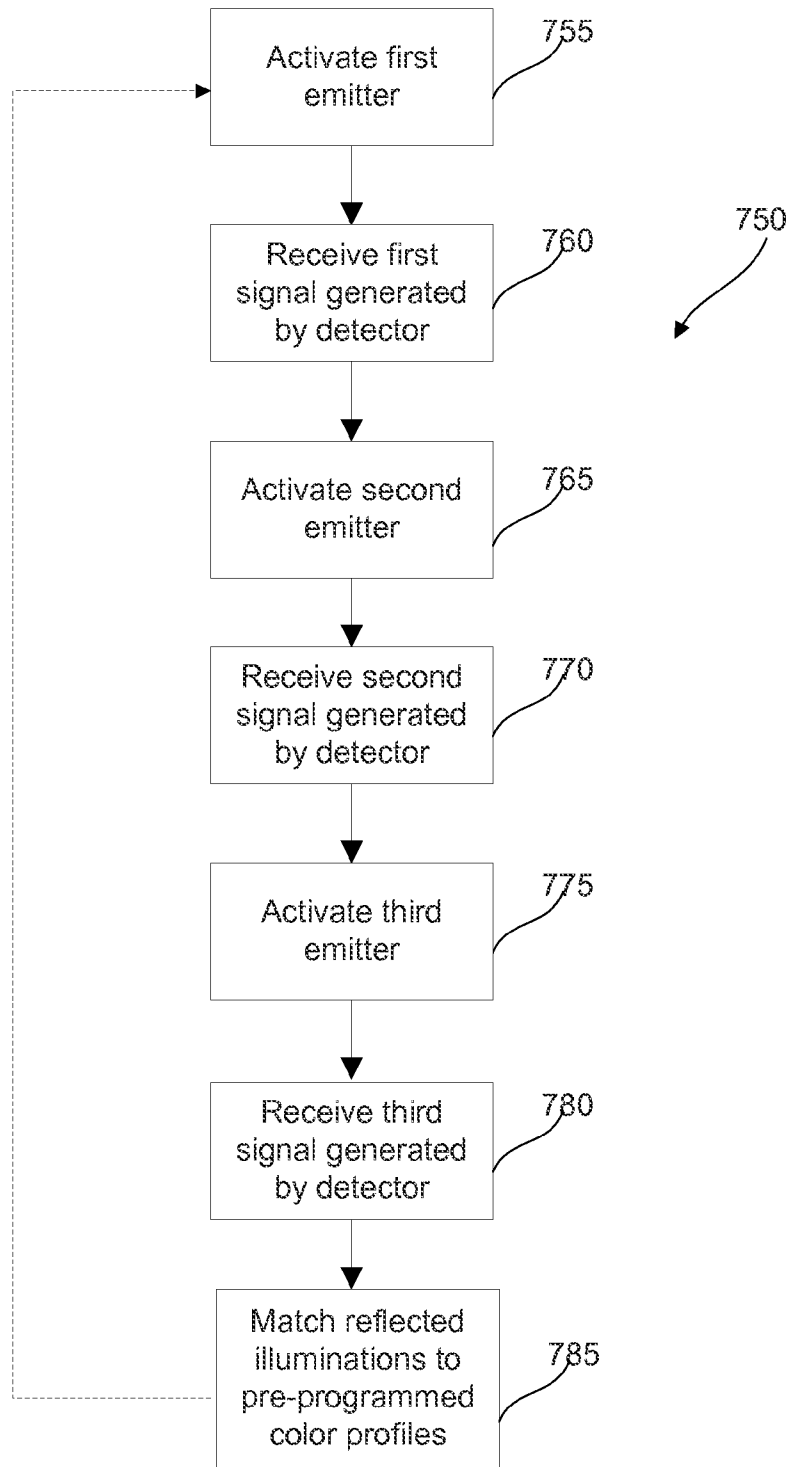 Activate first
emitter
755
750
Receive first
signal generated
by detector
760
Activate second
emitter
765
Receive second
signal generated
by detector
770
Activate third
emitter
775
Receive third
signal generated
by detector
780
Match reflected
illuminations to
pre-programmed
color profiles
785